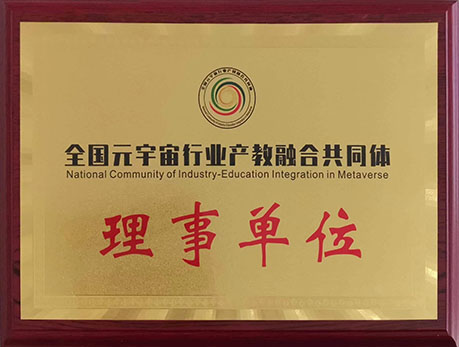 全国元宇宙行业产教融合共同体
National Community of Industry-Education Integration in Metaverse
理事单位